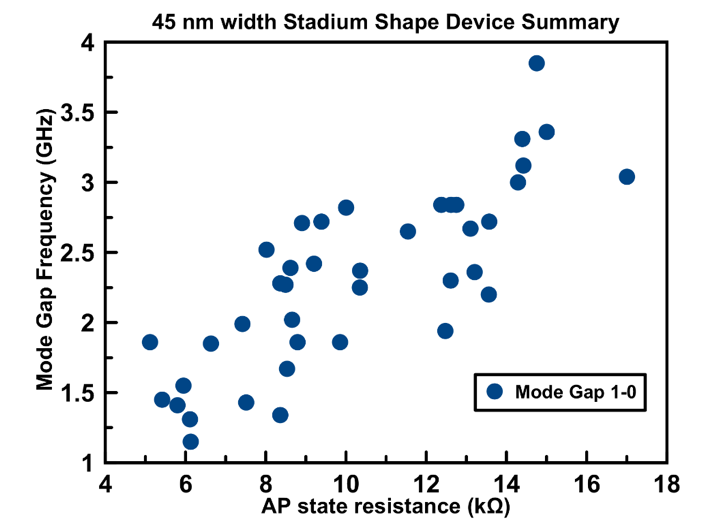 45 nm width Stadium Shape Device Summary
Mode Gap Frequency (GHz)
4
3.5
3
2.5
2
1.5
1
Mode Gap 1-0
4 6 8 10 12 14 16 18
AP state resistance (kΩ)